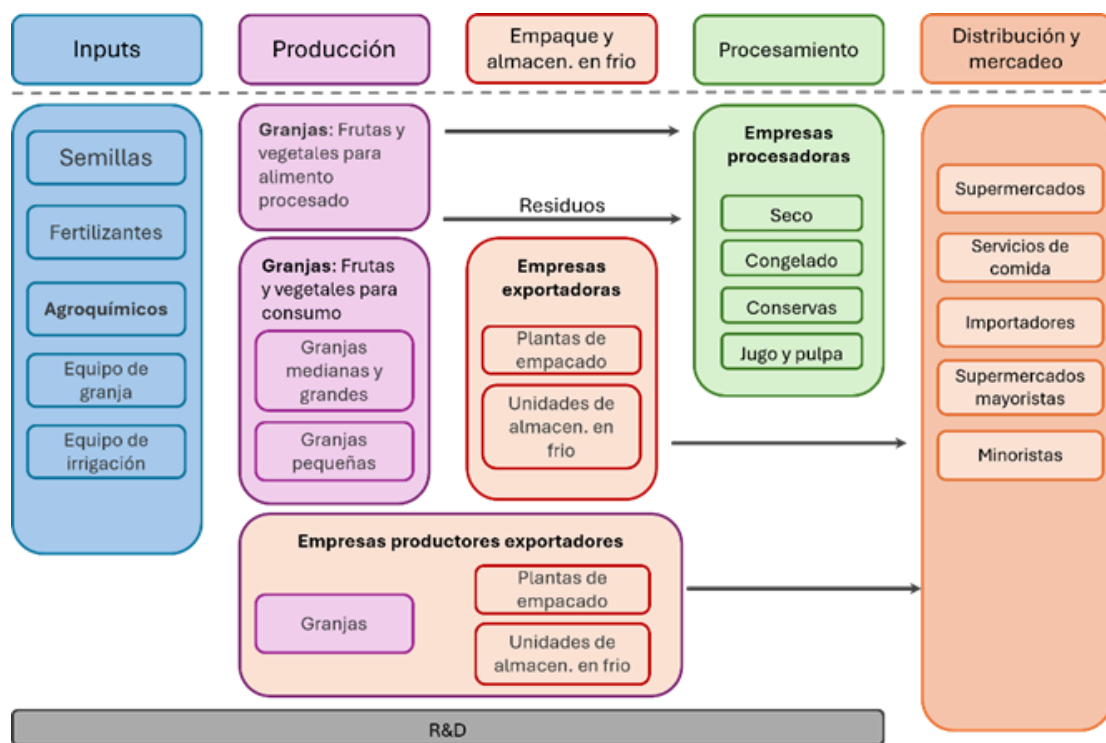 Inputs
Producción
Empaque y
almacen. en frio
Procesamiento
Distribución y
mercadeo
Semillas
Fertilizantes
Agroquímicos
Equipo de
granja
Equipo de
irrigación
Granjas: Frutas y
vegetales para
alimento
procesado
Granjas: Frutas
y vegetales para
consumo
Granjas
medianas y
grandes
Granjas
pequeñas
Residuos
Empresas
exportadoras
Plantas de
empacado
Unidades de
almacen. en
frio
Empresas productores exportadores
Granjas
Plantas de
empacado
Unidades de
almacen. en frio
Empresas
procesadoras
Seco
Congelado
Conservas
Jugo y pulpa
Supermercados
Servicios de
comida
Importadores
Supermercados
mayoristas
Minoristas
R&D